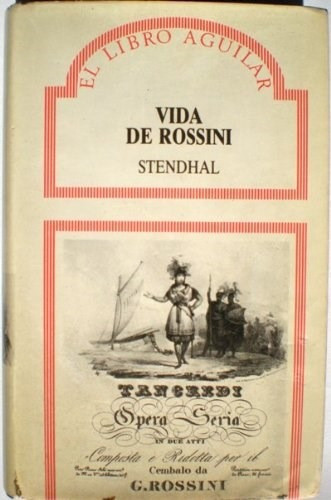 EL LIBRO AGUILAR
VIDA
DE ROSSINI
STENDHAL
TANCREDI
Opera Seria
IN DUE ATTI
Composta e Ridotta per il
Cembalo da
G. ROSSINI